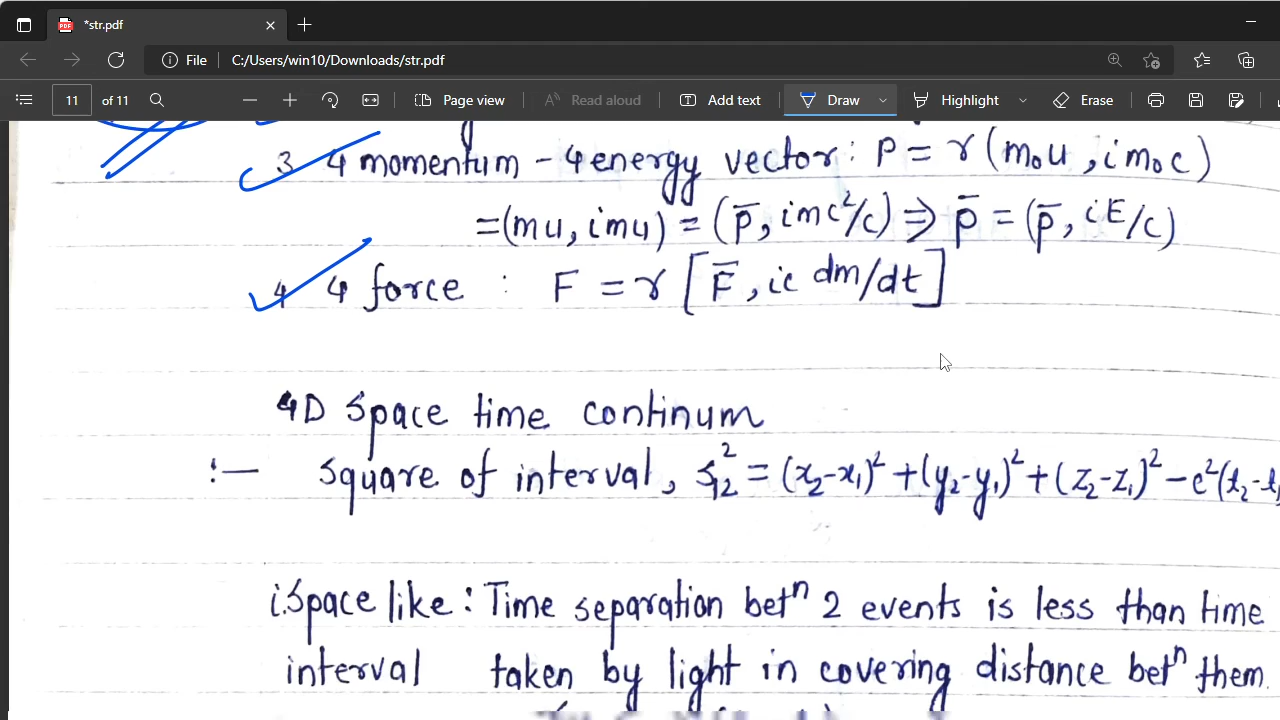 *str.pdf
File C:/Users/win10/Downloads/str.pdf
11 of 11 Page view Read aloud Add text Draw Highlight Erase
3 4 momentum - 4 energy vector : P = γ(m₀u, im₀c)
=(mu, imu) = (p̅, imc²/c) ⇒ p̅ = (p̅, iE/c)
4 4 force : F = γ [F̅, ic dm/dt]
4D Space time continum
:— Square of interval, S₁₂² = (x₂-x₁)² + (y₂-y₁)² + (z₂-z₁)² - c²(t₂-t₁
i. Space like : Time separation betⁿ 2 events is less than time
interval taken by light in covering distance betⁿ them.